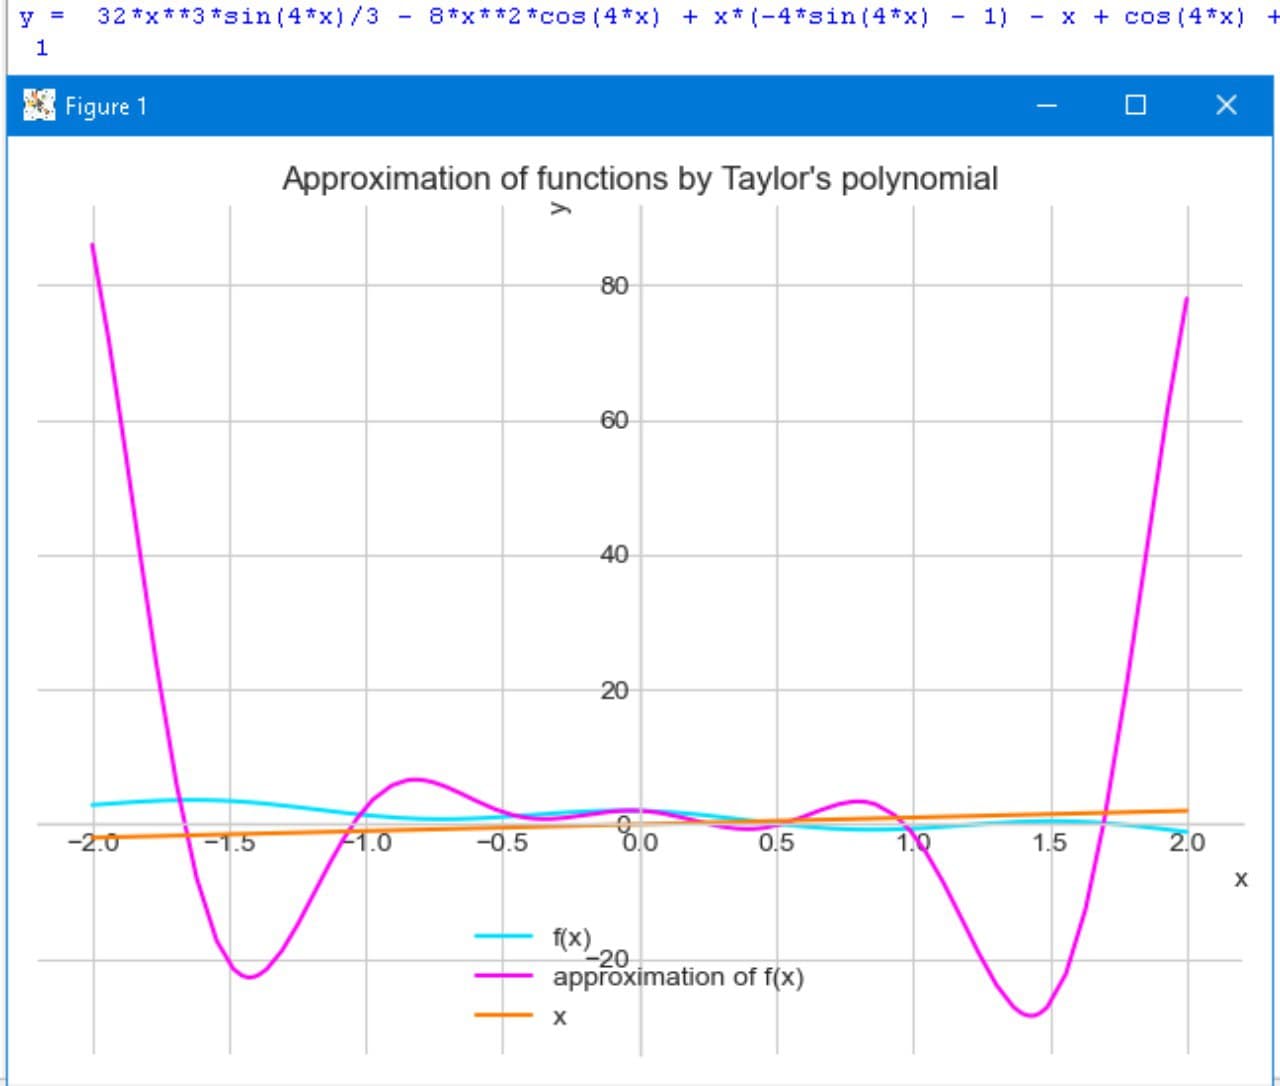 y =  32*x**3*sin(4*x)/3 - 8*x**2*cos(4*x) + x*(-4*sin(4*x) - 1) - x + cos(4*x) +
1
Figure 1
Approximation of functions by Taylor's polynomial
y
80
60
40
20
0
−2.0 −1.5 −1.0 −0.5 0.0 0.5 1.0 1.5 2.0
x
f(x)
−20
approximation of f(x)
x